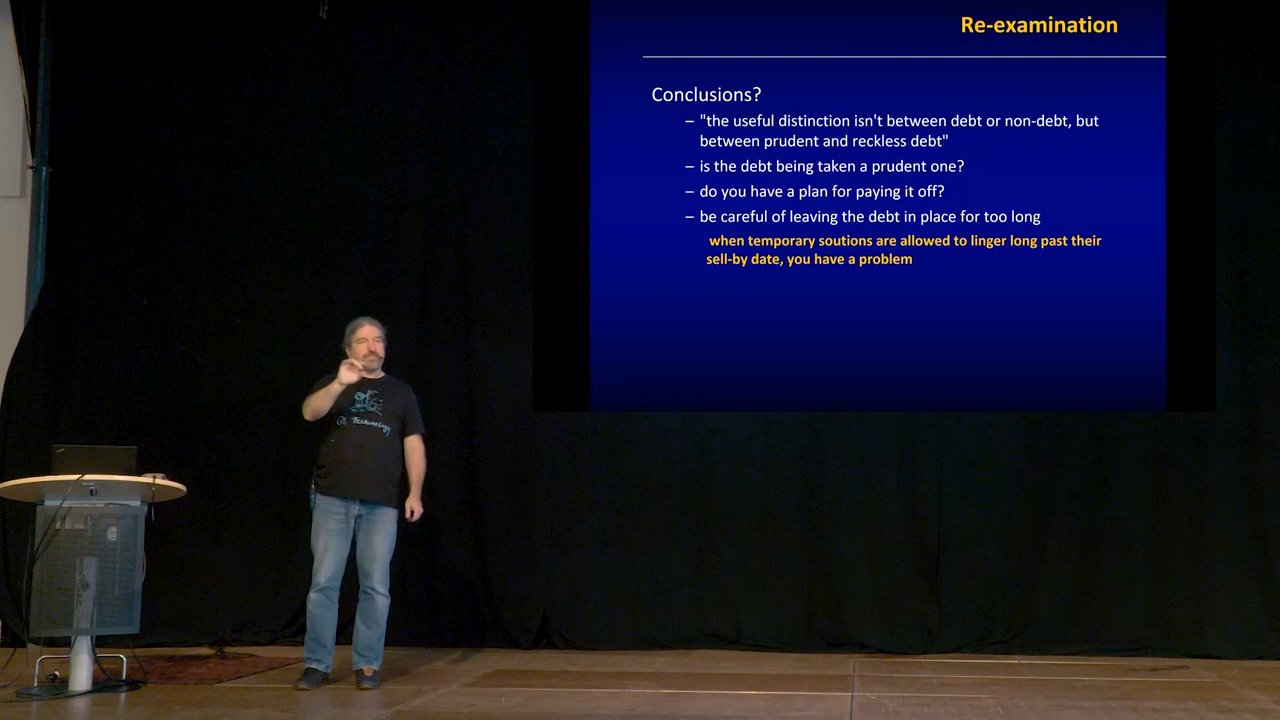 Re-examination
Conclusions?
– "the useful distinction isn't between debt or non-debt, but
between prudent and reckless debt"
– is the debt being taken a prudent one?
– do you have a plan for paying it off?
– be careful of leaving the debt in place for too long
when temporary soutions are allowed to linger long past their
sell-by date, you have a problem